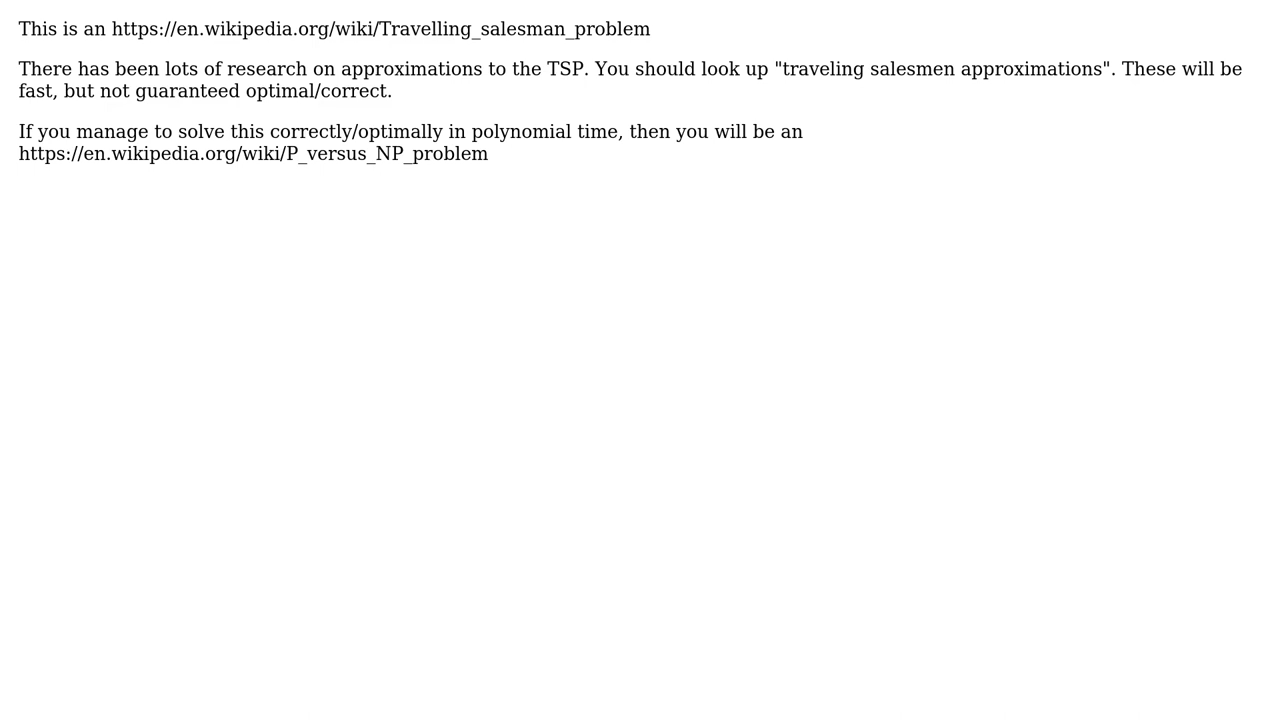 This is an https://en.wikipedia.org/wiki/Travelling_salesman_problem
There has been lots of research on approximations to the TSP. You should look up "traveling salesmen approximations". These will be
fast, but not guaranteed optimal/correct.
If you manage to solve this correctly/optimally in polynomial time, then you will be an
https://en.wikipedia.org/wiki/P_versus_NP_problem